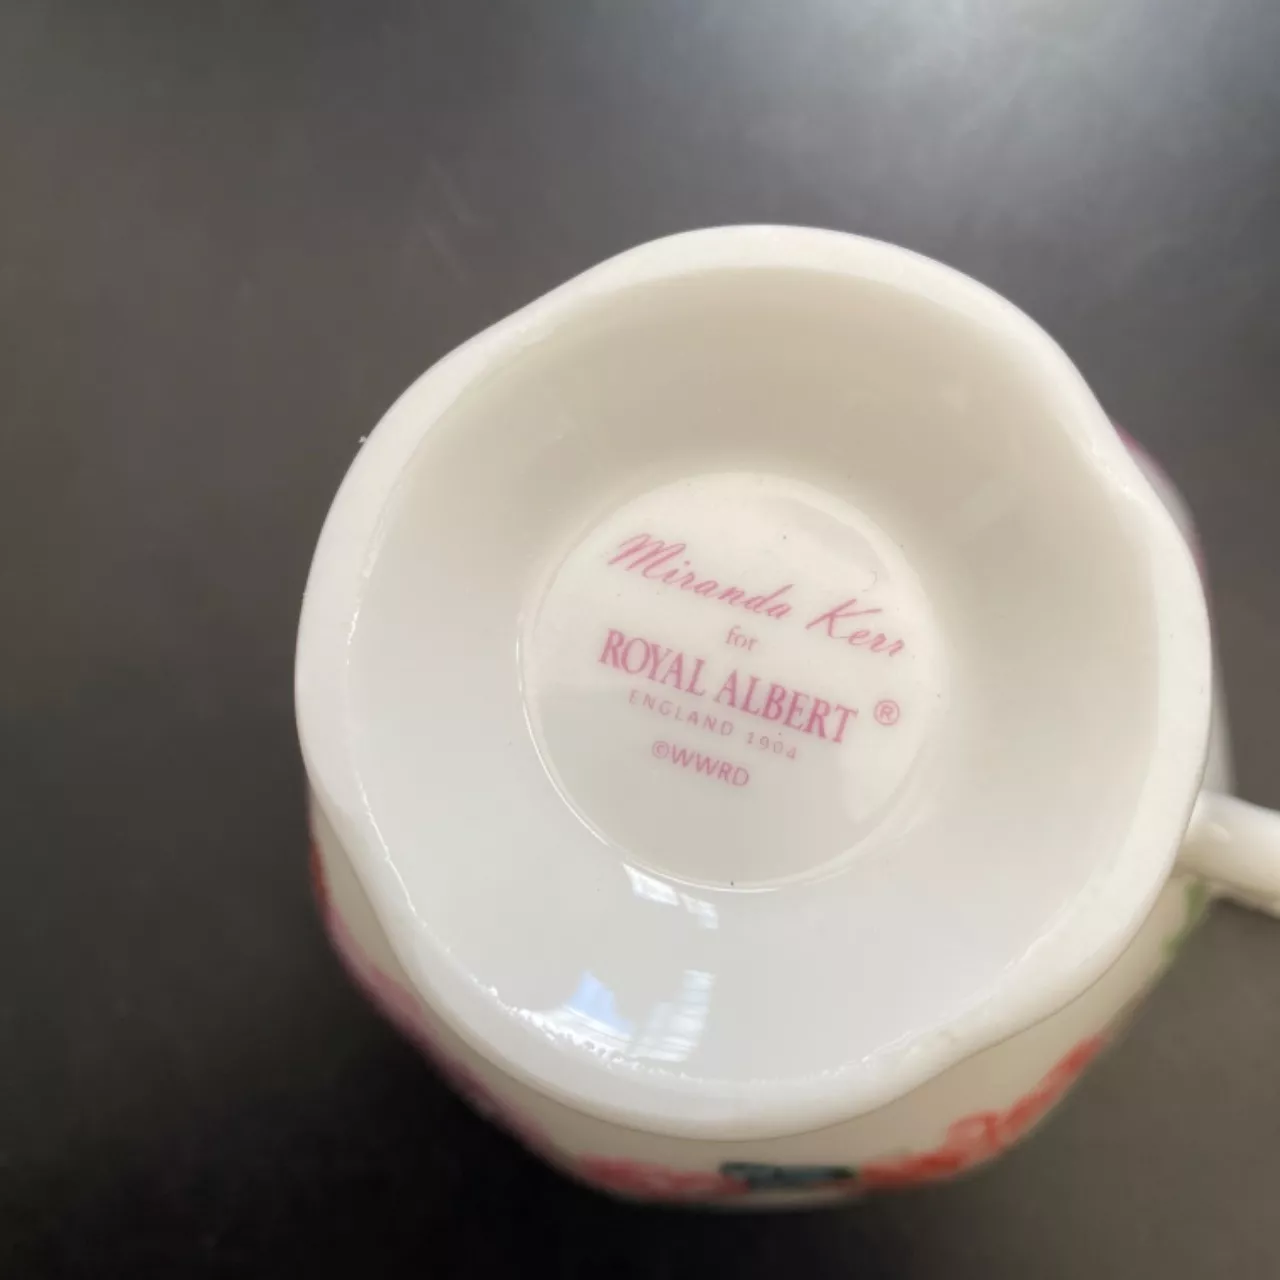 Miranda Kerr
for
ROYAL ALBERT ®
ENGLAND 1904
©WWRD